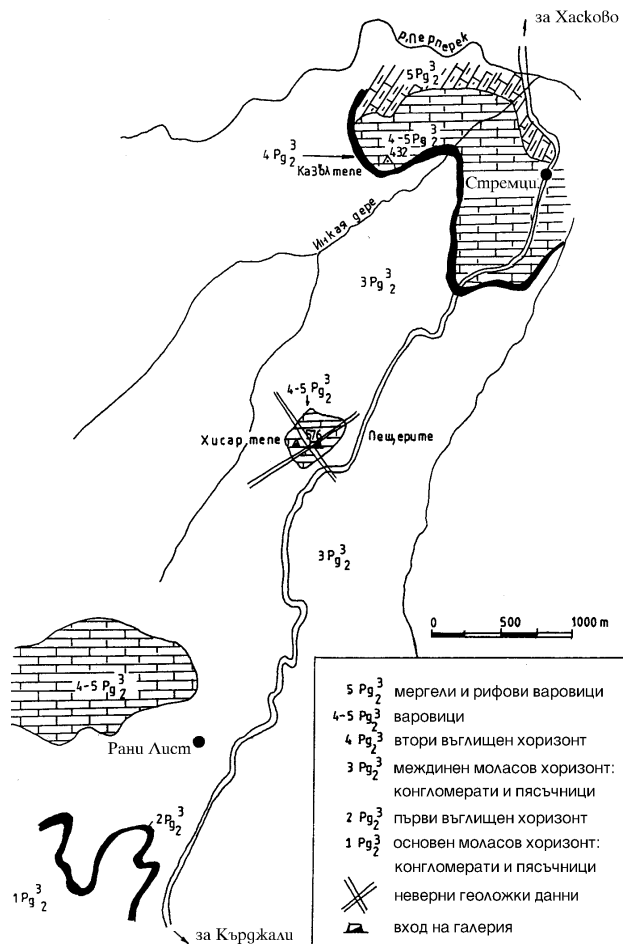 за Хасково
р. Перперек
5 Pg₂³
4-5 Pg₂³
432
4 Pg₂³
Казълтепе
Стремци
Инкая дере
3 Pg₂³
4-5 Pg₂³
576
Хисар тепе
Пещерите
3 Pg₂³
0 500 1000 m
4-5 Pg₂³
Рани Лист
2 Pg₂³
1 Pg₂³
за Кърджали
5 Pg₂³ мергели и рифови варовици
4-5 Pg₂³ варовици
4 Pg₂³ втори въглищен хоризонт
3 Pg₂³ междинен моласов хоризонт:
конгломерати и пясъчници
2 Pg₂³ първи въглищен хоризонт
1 Pg₂³ основен моласов хоризонт:
конгломерати и пясъчници
неверни геоложки данни
вход на галерия